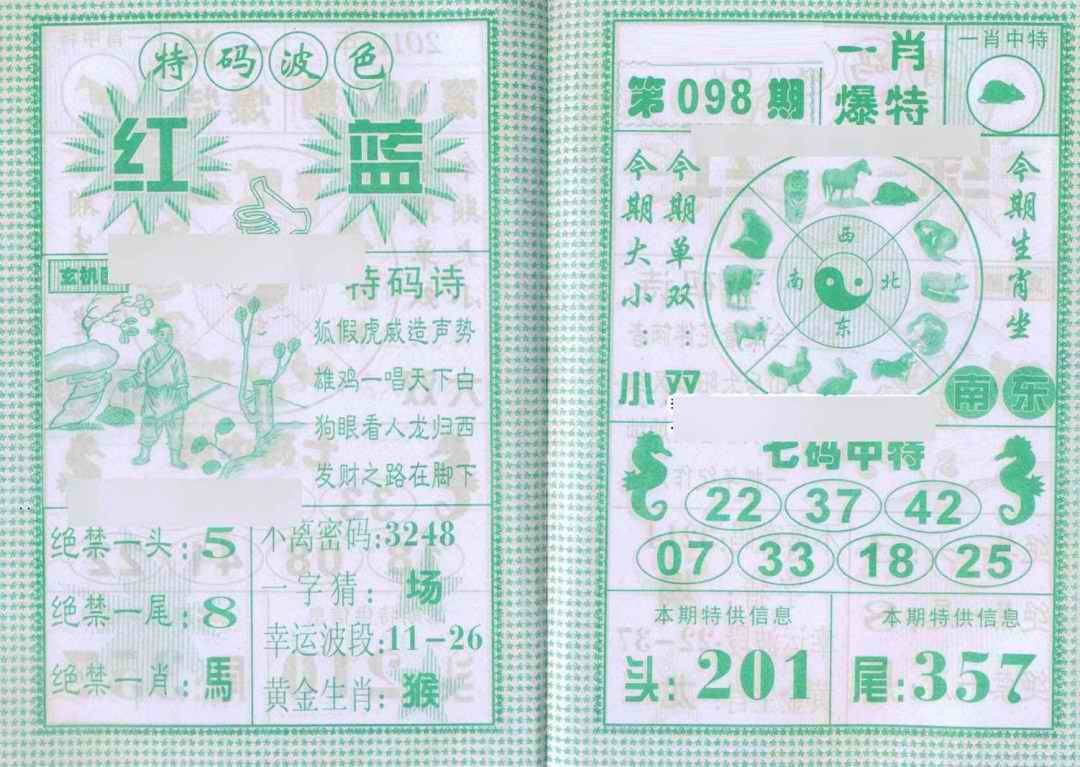 特码波色
红 蓝
玄机
特码诗
狐假虎威造声势
雄鸡一唱天下白
狗眼看人龙归西
发财之路在脚下
绝禁一头:5
绝禁一尾:8
绝禁一肖:馬
不离密码:3248
一字猜:场
幸运波段:11-26
黄金生肖:猴
第098期
一肖
爆特
一肖中特
今期大小:小
今期单双:双
西
南 北
东
今期生肖坐
南东
七码中特
22 37 42
07 33 18 25
本期特供信息
头:201
本期特供信息
尾:357